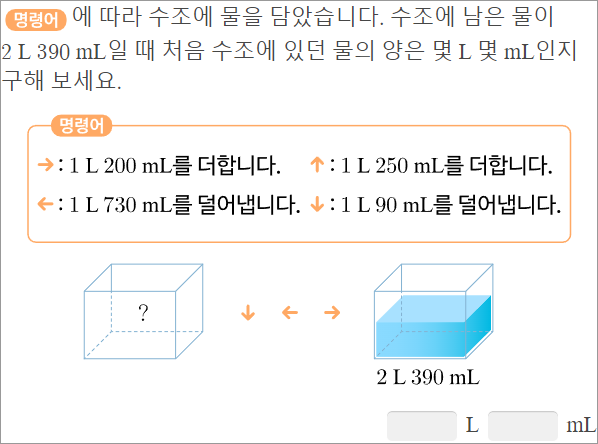 명령어 에 따라 수조에 물을 담았습니다. 수조에 남은 물이
2 L 390 mL일 때 처음 수조에 있던 물의 양은 몇 L 몇 mL인지
구해 보세요.
명령어
→ : 1 L 200 mL를 더합니다. ↑ : 1 L 250 mL를 더합니다.
← : 1 L 730 mL를 덜어냅니다. ↓ : 1 L 90 mL를 덜어냅니다.
? ↓ ← →
2 L 390 mL
L mL